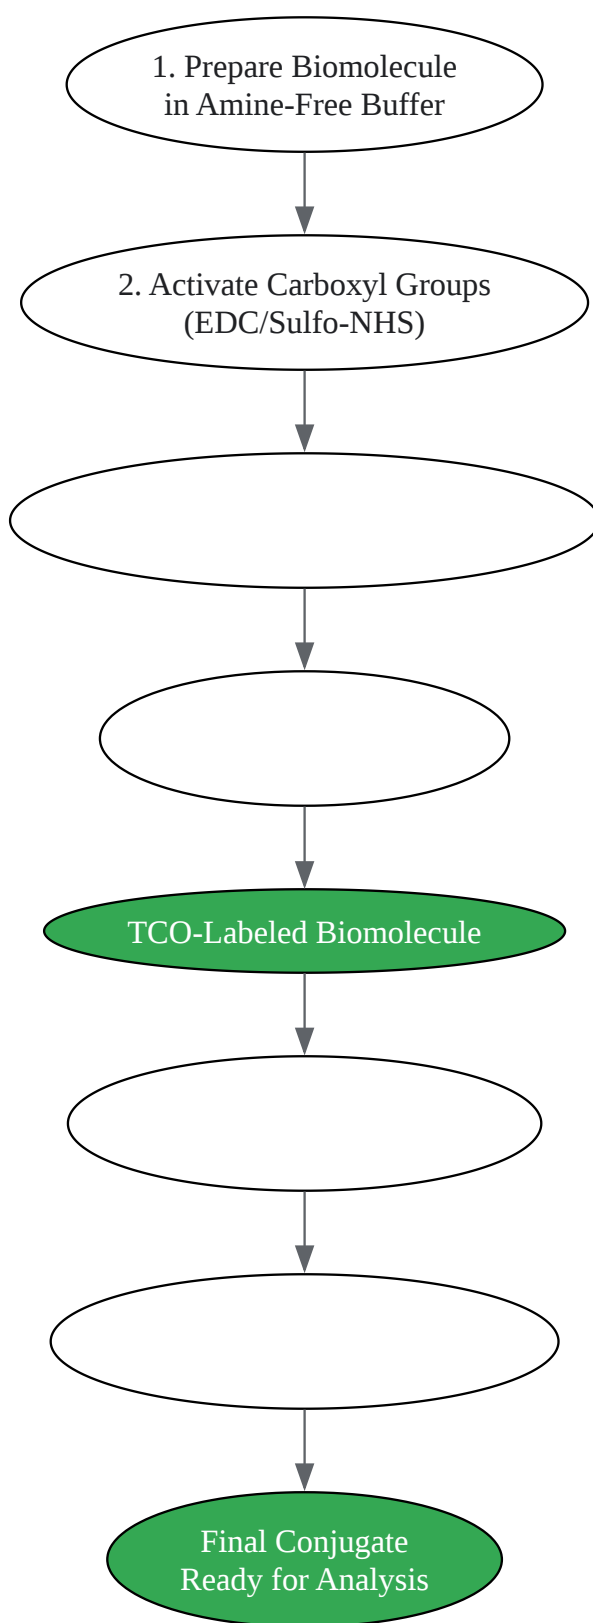 1. Prepare Biomolecule
in Amine-Free Buffer
2. Activate Carboxyl Groups
(EDC/Sulfo-NHS)
TCO-Labeled Biomolecule
Final Conjugate
Ready for Analysis